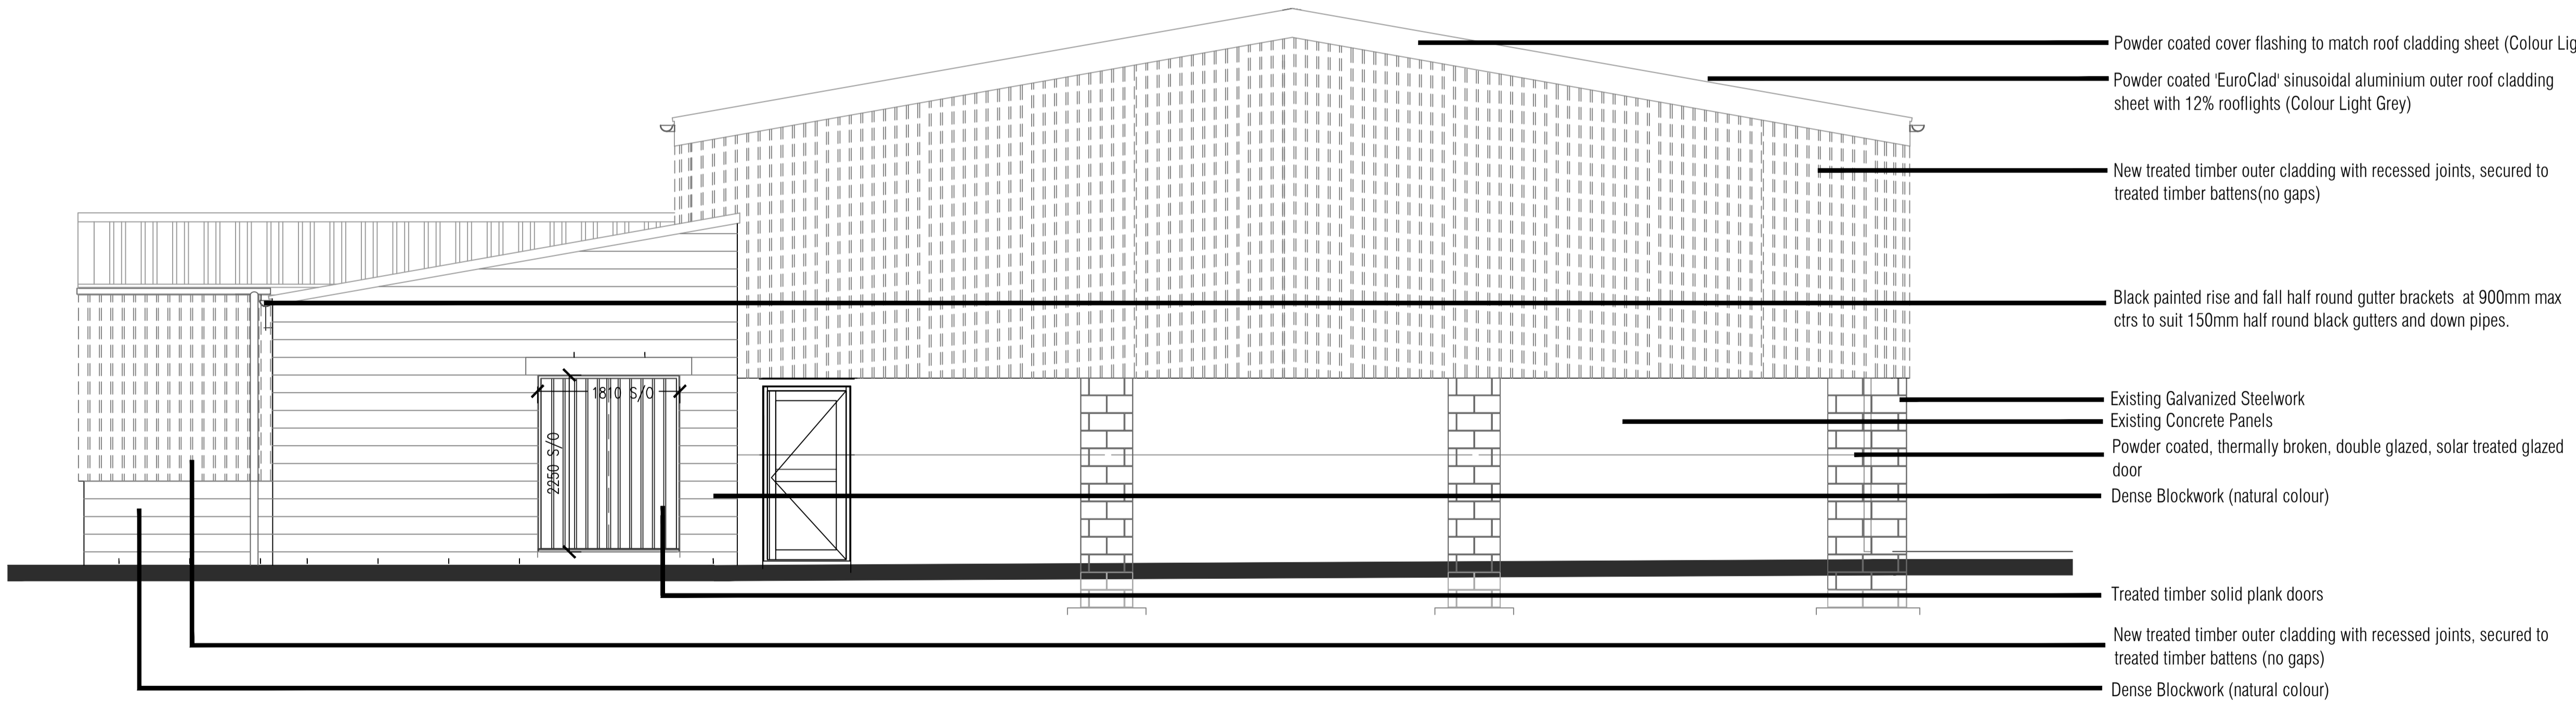 Powder coated cover flashing to match roof cladding sheet (Colour
Powder coated 'EuroClad' sinusoidal aluminium outer roof cladding
sheet with 12% rooflights (Colour Light Grey)
New treated timber outer cladding with recessed joints, secured to
treated timber battens(no gaps)
Black painted rise and fall half round gutter brackets at 900mm max
ctrs to suit 150mm half round black gutters and down pipes.
1810 S/O
2250 S/O
Existing Galvanized Steelwork
Existing Concrete Panels
Powder coated, thermally broken, double glazed, solar treated glazed
door
Dense Blockwork (natural colour)
Treated timber solid plank doors
New treated timber outer cladding with recessed joints, secured to
treated timber battens (no gaps)
Dense Blockwork (natural colour)